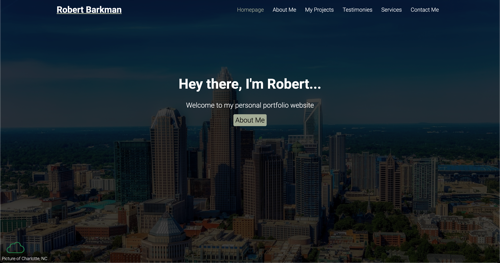 Robert Barkman
Homepage About Me My Projects Testimonies Services Contact Me
Hey there, I'm Robert...
Welcome to my personal portfolio website
About Me
Picture of Charlotte, NC